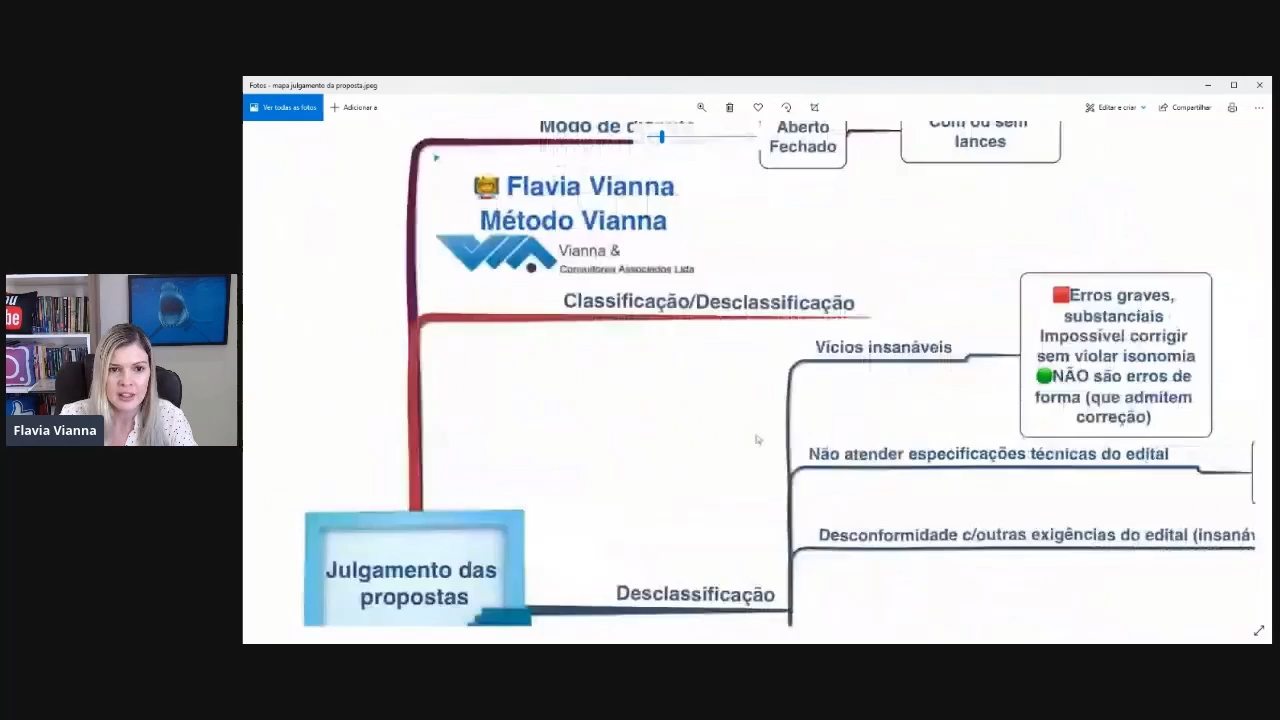 Fotos - mapa julgamento da proposta.jpeg
Ver todas as fotos
Adicionar a
Editar e criar
Compartilhar
Modo de
Aberto
Fechado
Com ou sem
lances
Flavia Vianna
Método Vianna
Vianna &
Consultores Associados Ltda
Classificação/Desclassificação
Vícios insanáveis
Erros graves,
substanciais
Impossível corrigir
sem violar isonomia
NÃO são erros de
forma (que admitem
correção)
Não atender especificações técnicas do edital
Desconformidade c/outras exigências do edital (insanáv
Desclassificação
Julgamento das
propostas
Flavia Vianna